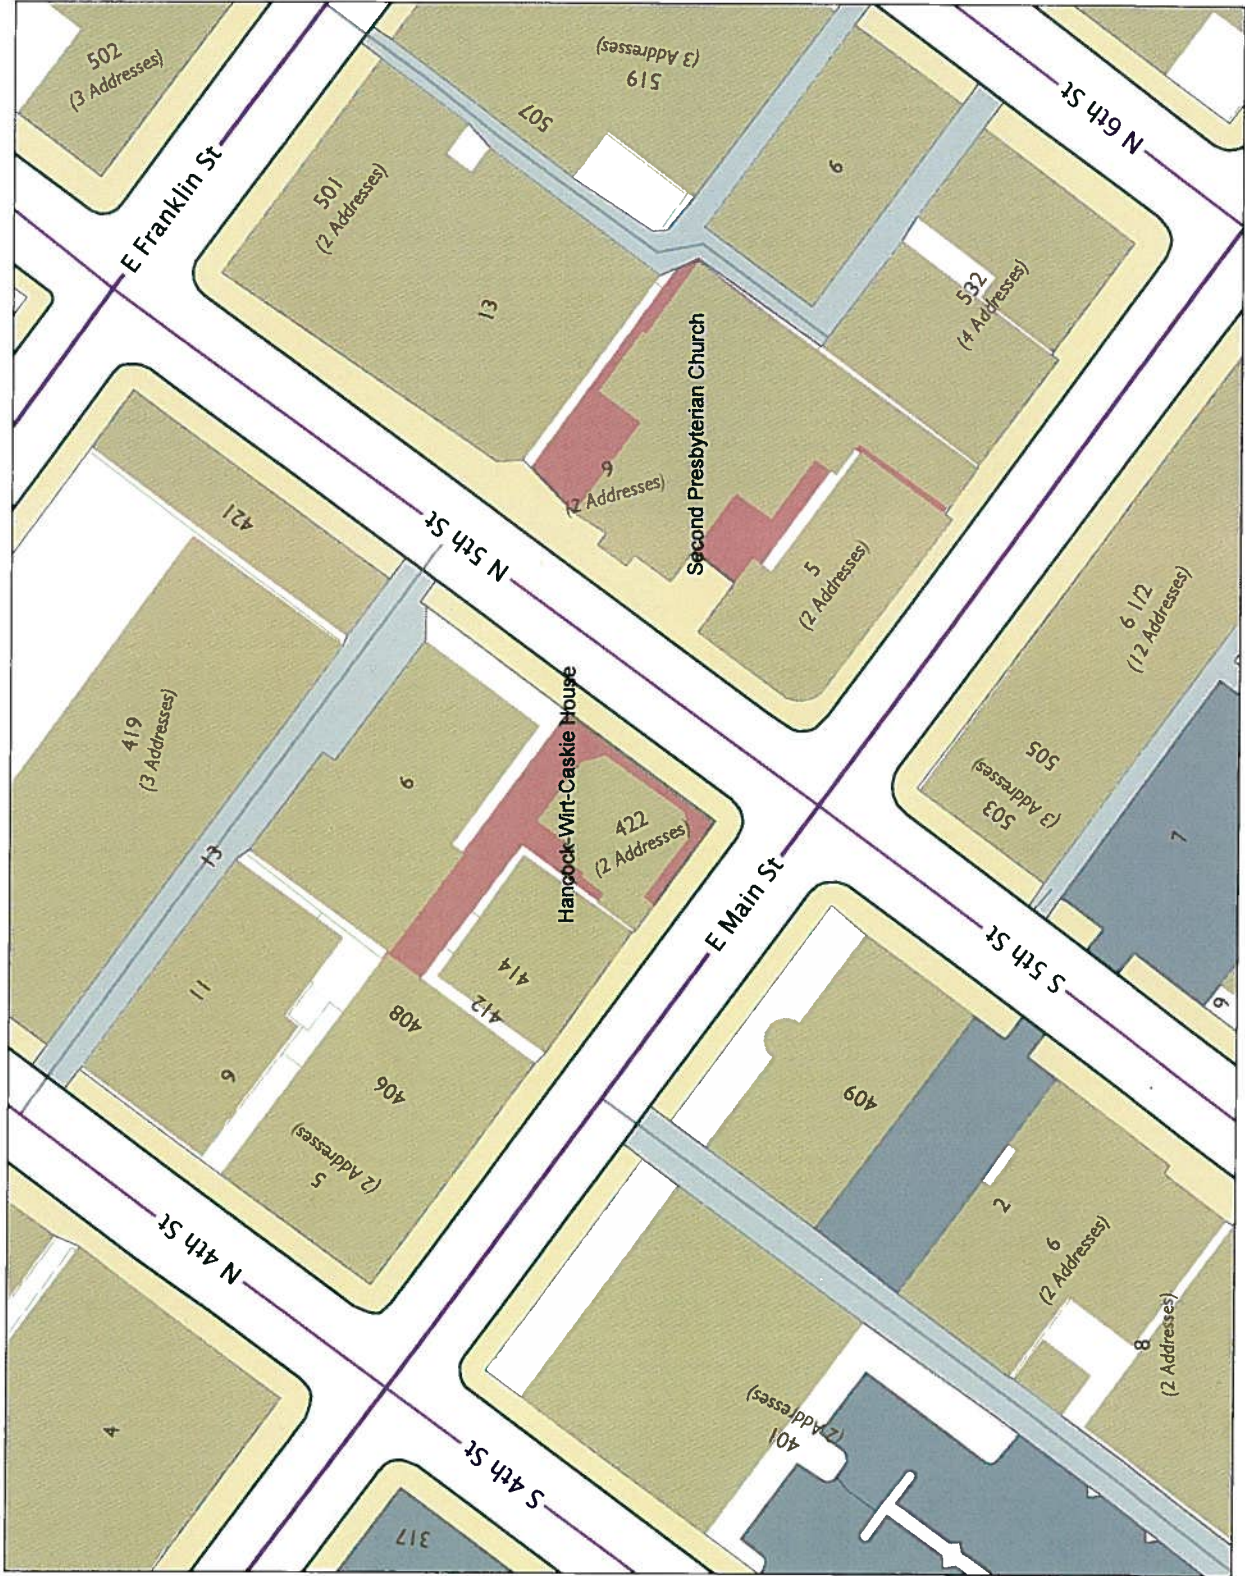 502
(3 Addresses)
E Franklin St
519
(3 Addresses)
507
N 6th St
501
(2 Addresses)
6
13
532
(4 Addresses)
Second Presbyterian Church
9
(2 Addresses)
421
N 5th St
5
(2 Addresses)
6 1/2
(12 Addresses)
419
(3 Addresses)
505
503
(3 Addresses)
Hancock-Wirt-Caskie House
6
422
(2 Addresses)
7
13
E Main St
S 5th St
414
412
408
11
9
406
9
409
5
(2 Addresses)
N 4th St
2
6
(2 Addresses)
8
(2 Addresses)
4
401
(2 Addresses)
S 4th St
317